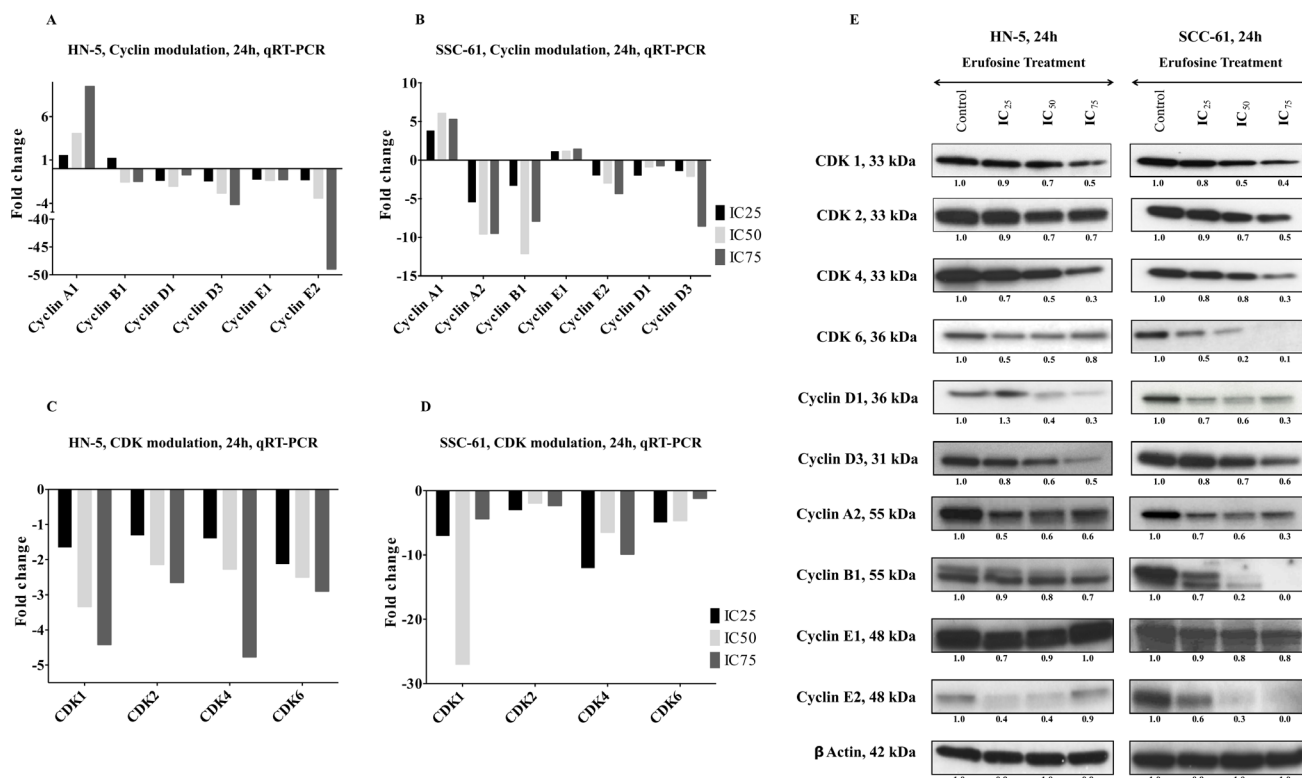 A
HN-5, Cyclin modulation, 24h, qRT-PCR
Fold change
6
1
-4
-40
-45
-50
Cyclin A1
Cyclin B1
Cyclin D1
Cyclin D3
Cyclin E1
Cyclin E2
B
SSC-61, Cyclin modulation, 24h, qRT-PCR
Fold change
10
5
0
-5
-10
-15
Cyclin A1
Cyclin A2
Cyclin B1
Cyclin E1
Cyclin E2
Cyclin D1
Cyclin D3
IC25
IC50
IC75
C
HN-5, CDK modulation, 24h, qRT-PCR
Fold change
0
-1
-2
-3
-4
-5
CDK1
CDK2
CDK4
CDK6
D
SSC-61, CDK modulation, 24h, qRT-PCR
Fold change
0
-10
-20
-30
CDK1
CDK2
CDK4
CDK6
IC25
IC50
IC75
E
HN-5, 24h SCC-61, 24h
Erufosine Treatment Erufosine Treatment
Control IC25 IC50 IC75 Control IC25 IC50 IC75
CDK 1, 33 kDa
1.0 0.9 0.7 0.5 1.0 0.8 0.5 0.4
CDK 2, 33 kDa
1.0 0.9 0.7 0.7 1.0 0.9 0.7 0.5
CDK 4, 33 kDa
1.0 0.7 0.5 0.3 1.0 0.8 0.8 0.3
CDK 6, 36 kDa
1.0 0.5 0.5 0.8 1.0 0.5 0.2 0.1
Cyclin D1, 36 kDa
1.0 1.3 0.4 0.3 1.0 0.7 0.6 0.3
Cyclin D3, 31 kDa
1.0 0.8 0.6 0.5 1.0 0.8 0.7 0.6
Cyclin A2, 55 kDa
1.0 0.5 0.6 0.6 1.0 0.7 0.6 0.3
Cyclin B1, 55 kDa
1.0 0.9 0.8 0.7 1.0 0.7 0.2 0.0
Cyclin E1, 48 kDa
1.0 0.7 0.9 1.0 1.0 0.9 0.8 0.8
Cyclin E2, 48 kDa
1.0 0.4 0.4 0.9 1.0 0.6 0.3 0.0
β Actin, 42 kDa